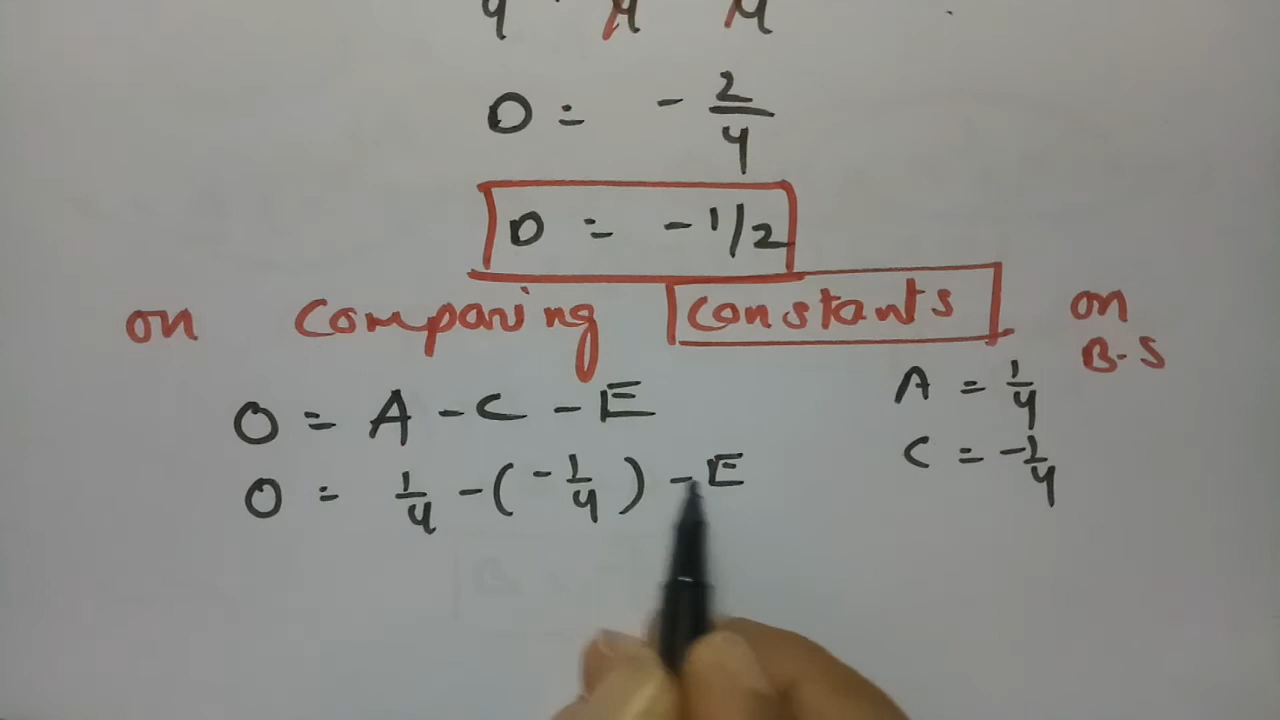 D = - 2/4
D = - 1/2
on comparing constants on B.S
0 = A - C - E
A = 1/4
C = - 1/4
0 = 1/4 - ( - 1/4 ) - E